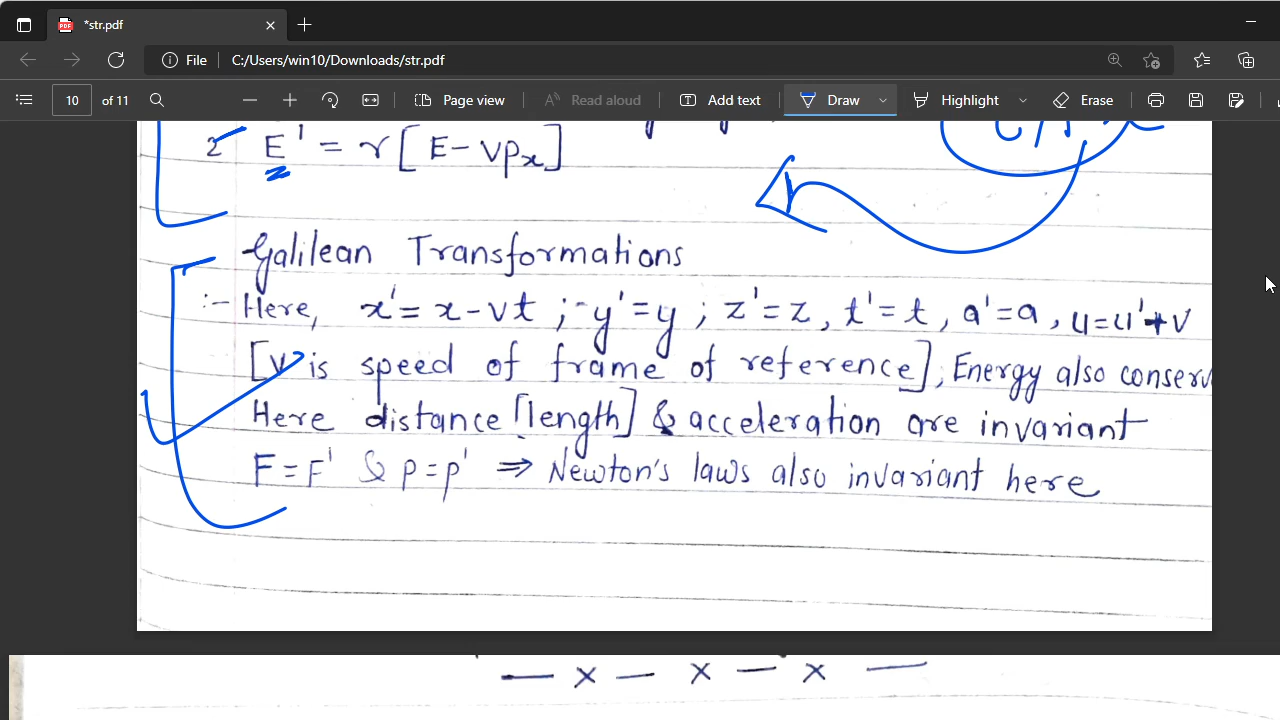 *str.pdf
File C:/Users/win10/Downloads/str.pdf
10 of 11 Page view Read aloud Add text Draw Highlight Erase
2 E' = γ[E-vpx]
Galilean Transformations
:- Here, x'= x-vt ; y'=y ; z'=z, t'=t, a'=a, u=u'+v
[v is speed of frame of reference], Energy also conserv
Here distance [length] & acceleration are invariant
F=F' & p=p' ⇒ Newton's laws also invariant here
— x — x — x —